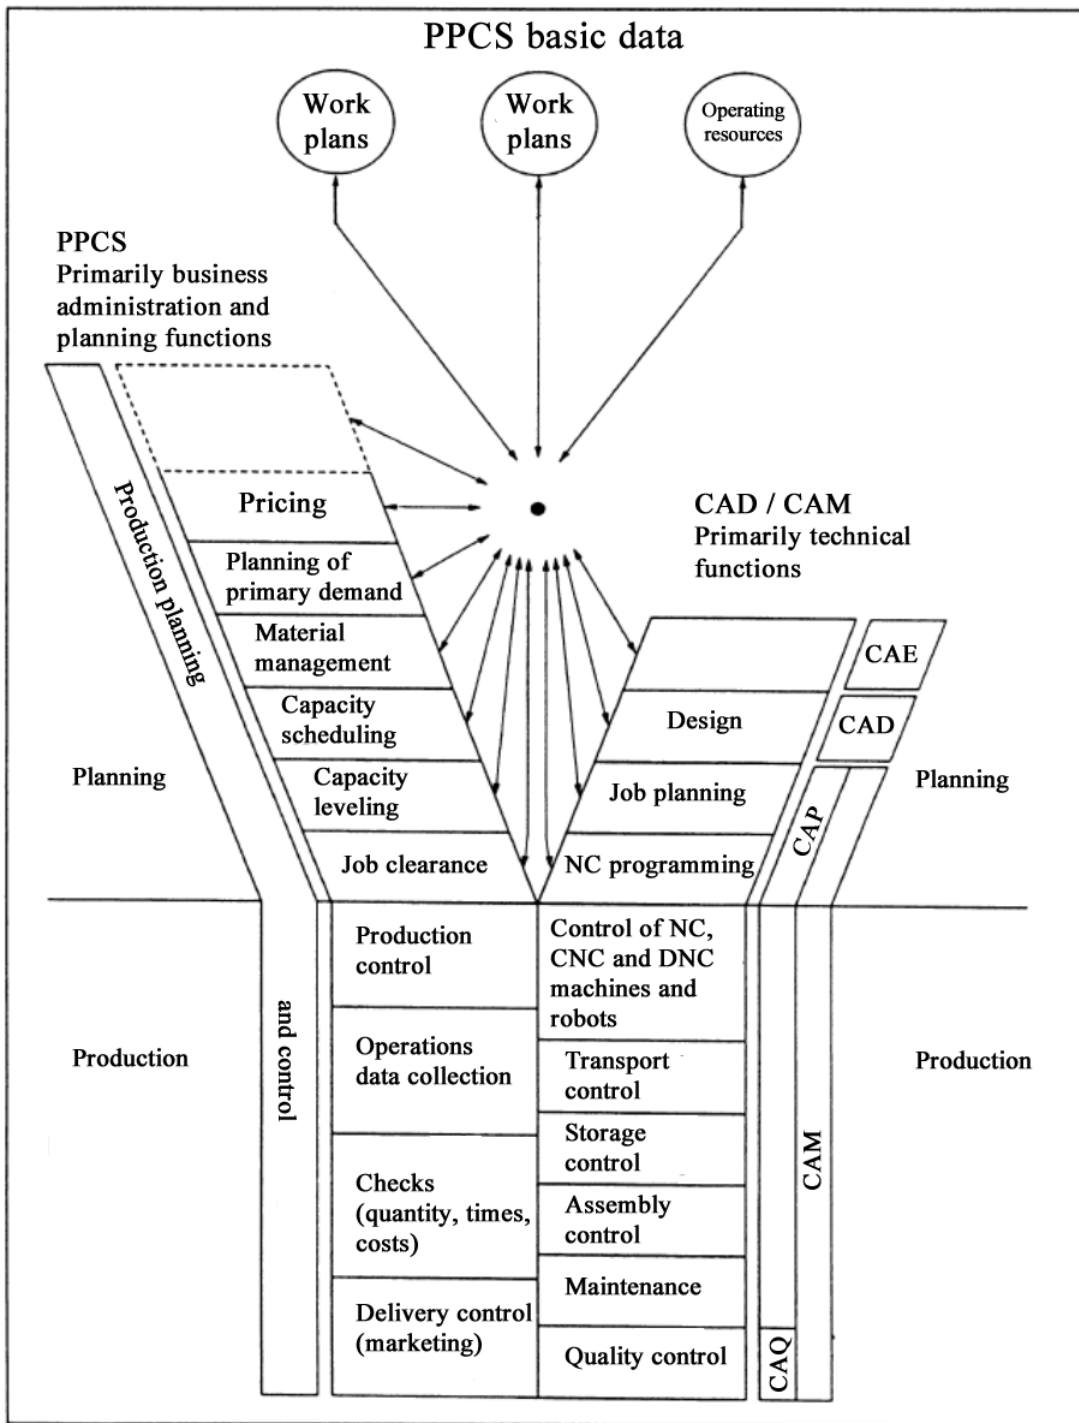 PPCS basic data
Work
plans
Work
plans
Operating
resources
PPCS
Primarily business
administration and
planning functions
Production planning
and control
Pricing
Planning of
primary demand
Material
management
Capacity
scheduling
Capacity
leveling
Job clearance
CAD / CAM
Primarily technical
functions
Design
Job planning
NC programming
CAE
CAD
CAP
Planning
Planning
Production
control
Operations
data collection
Checks
(quantity, times,
costs)
Delivery control
(marketing)
Control of NC,
CNC and DNC
machines and
robots
Transport
control
Storage
control
Assembly
control
Maintenance
Quality control
CAM
CAQ
Production
Production